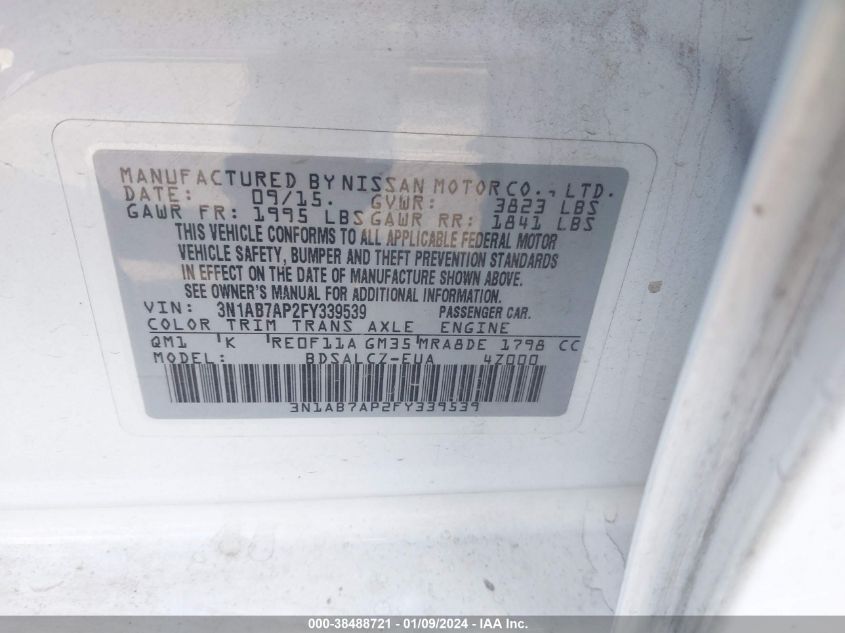 MANUFACTURED BY NISSAN MOTOR CO., LTD.
DATE: 09/15. GVWR: 3823 LBS
GAWR FR: 1995 LBS GAWR RR: 1841 LBS
THIS VEHICLE CONFORMS TO ALL APPLICABLE FEDERAL MOTOR
VEHICLE SAFETY, BUMPER AND THEFT PREVENTION STANDARDS
IN EFFECT ON THE DATE OF MANUFACTURE SHOWN ABOVE.
SEE OWNER'S MANUAL FOR ADDITIONAL INFORMATION.
VIN: 3N1AB7AP2FY339539 PASSENGER CAR.
COLOR TRIM TRANS AXLE ENGINE
QM1 K RE0F11A GM35 MRA8DE 1798 CC
MODEL: BDSALCZ-EUA 4Z000
3N1AB7AP2FY339539
000-38488721 - 01/09/2024 - IAA Inc.